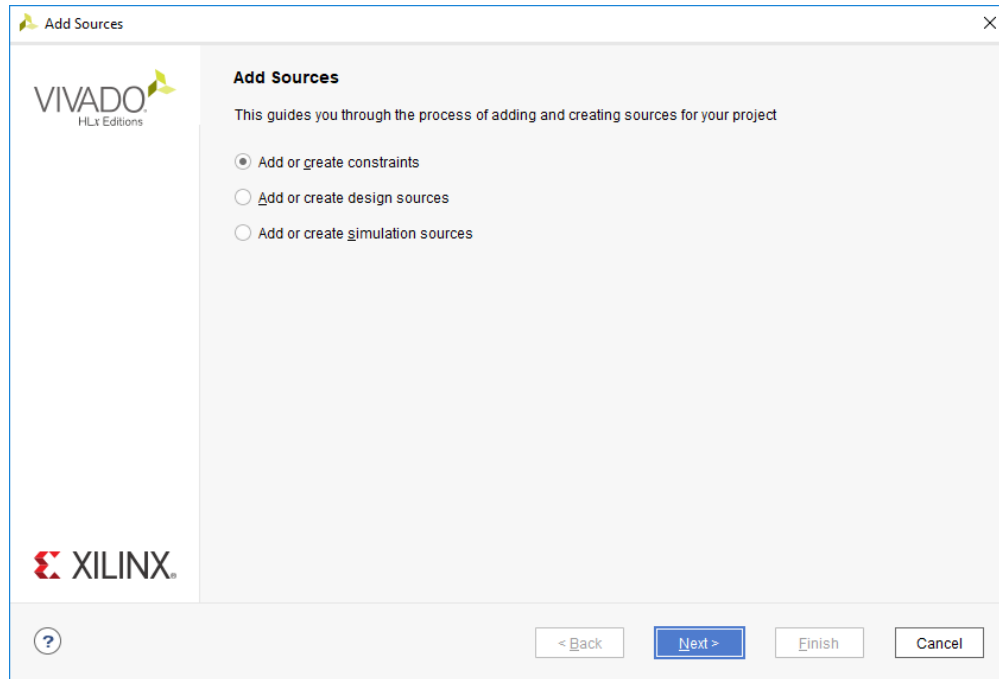 Add Sources
VIVADO
HLx Editions
Add Sources
This guides you through the process of adding and creating sources for your project
Add or create constraints
Add or create design sources
Add or create simulation sources
XILINX
?
< Back
Next >
Finish
Cancel